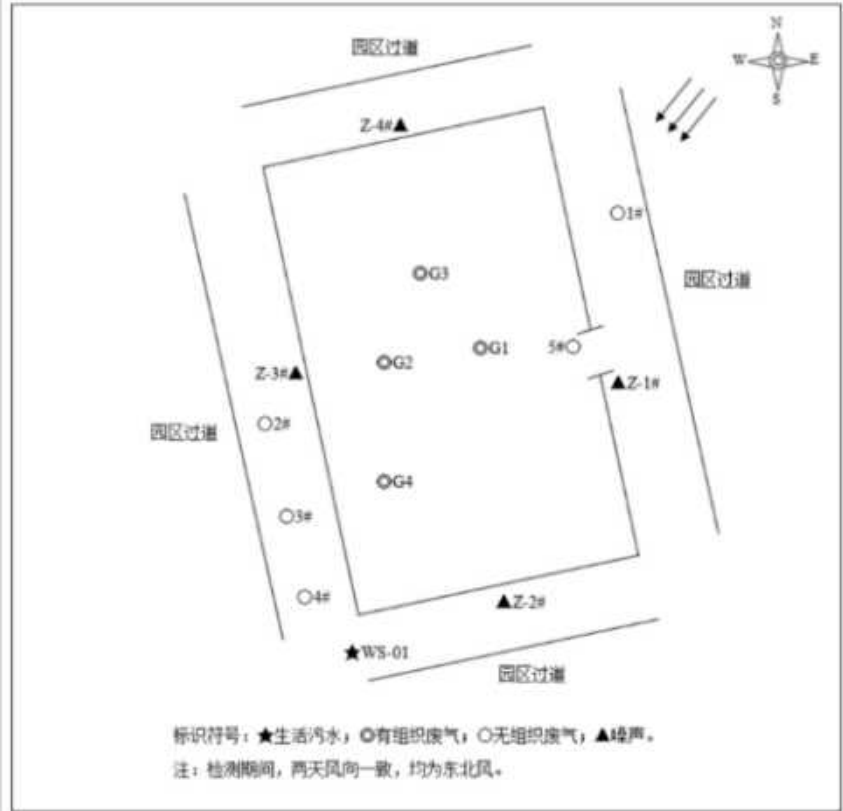 N
园区过道
W E
S
Z-4#▲
○1#
◎G3
园区过道
5#○
◎G1
◎G2
Z-3#▲
▲Z-1#
○2#
园区过道
◎G4
○3#
○4#
▲Z-2#
★WS-01
园区过道
标识符号：★生活污水；◎有组织废气；○无组织废气；▲噪声。
注：检测期间，两天风向一致，均为东北风。